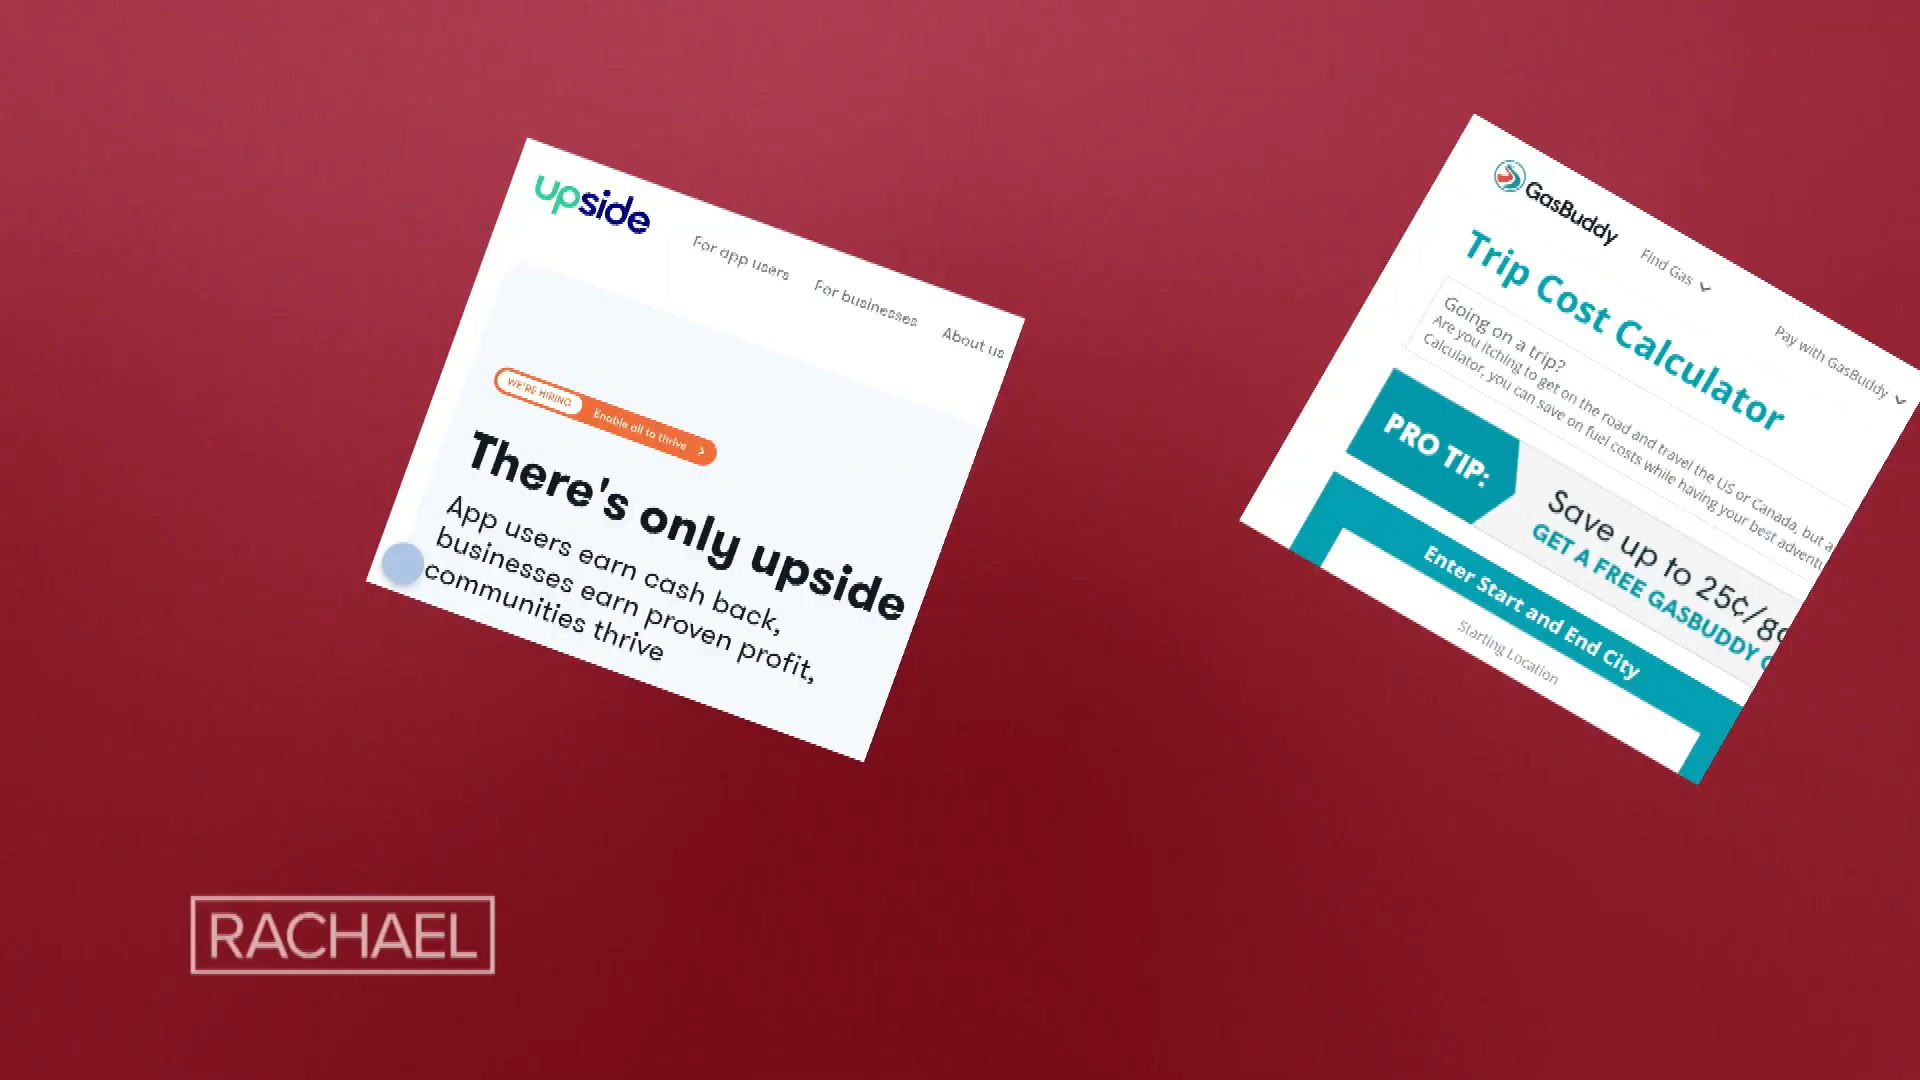 upside
For app users
For businesses
About us
WE'RE HIRING
Enable all to thrive
There's only upside
App users earn cash back,
businesses earn proven profit,
communities thrive
GasBuddy
Find Gas
Pay with GasBuddy
Trip Cost Calculator
Going on a trip?
Are you itching to get on the road and travel the US or Canada, but a
Calculator, you can save on fuel costs while having your best
PRO TIP:
Save up to 25¢/
GET A FREE GASBUDDY
Enter Start and End City
Starting Location
RACHAEL